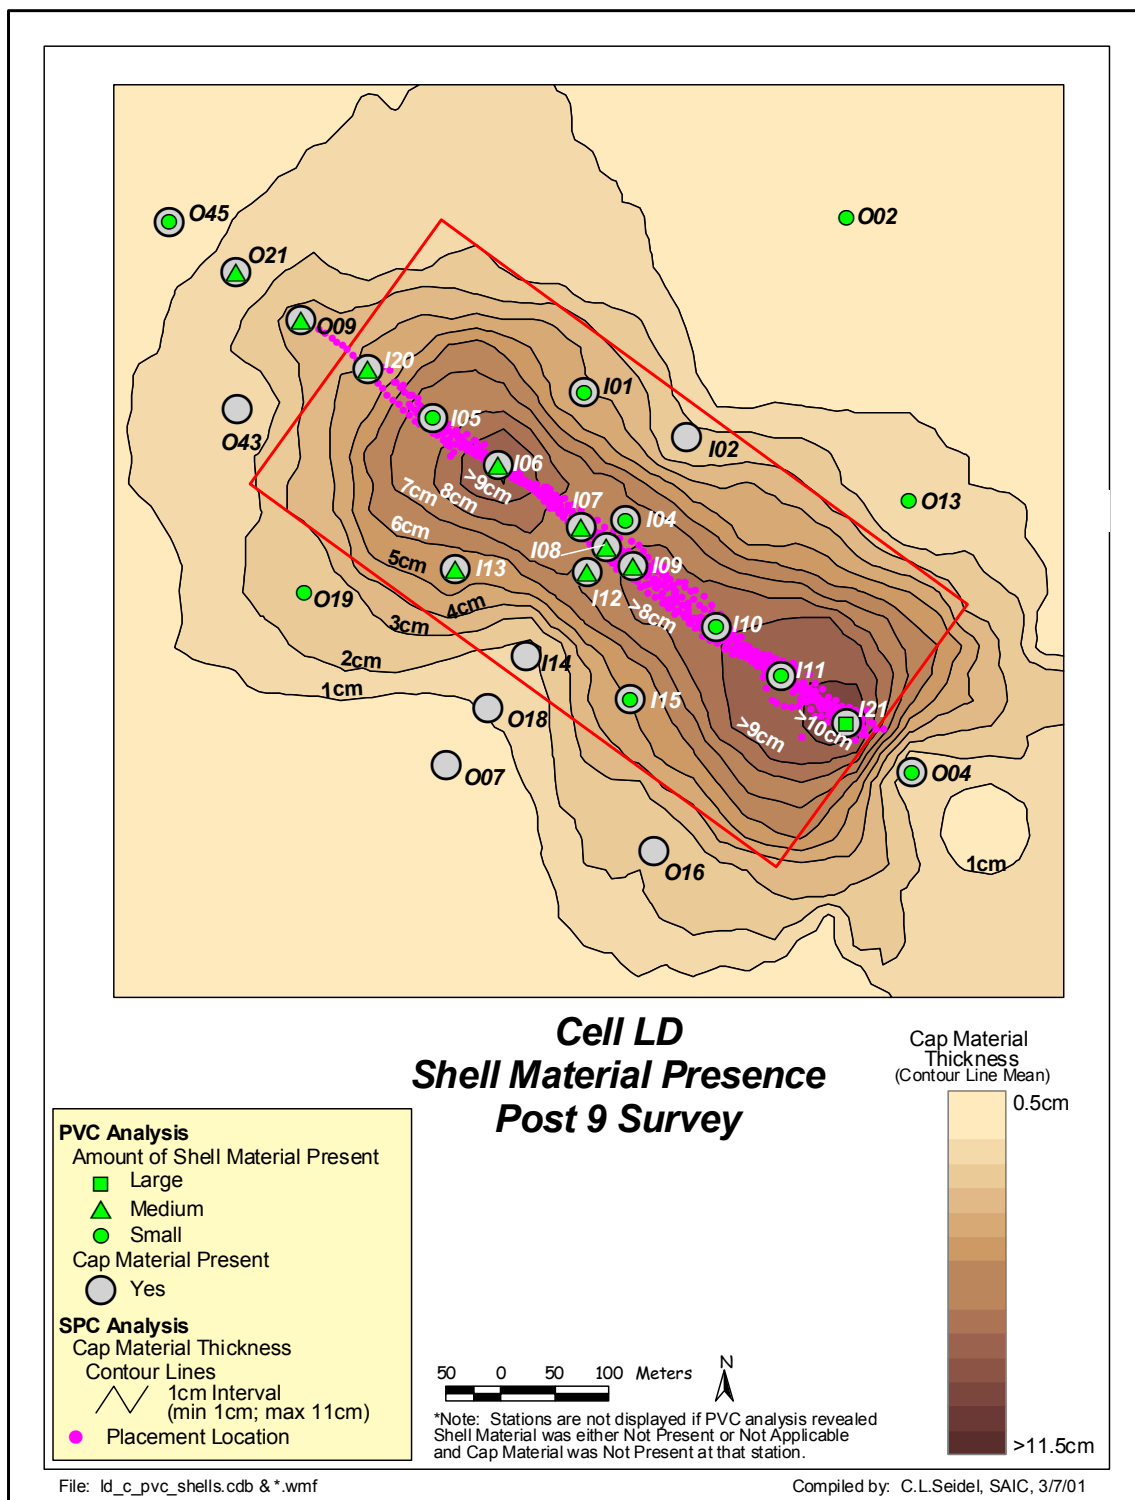 O45
O02
O21
O09
I20
I01
I05
O43
I02
I06
>9cm
8cm
7cm
O13
I07
I04
6cm
I08
5cm
I13
I09
I12
O19
4cm
>8cm
3cm
I10
I14
2cm
1cm
I11
I15
O18
I21
>10cm
>9cm
O07
O04
O16
1cm
Cell LD
Shell Material Presence
Post 9 Survey
Cap Material
Thickness
(Contour Line Mean)
0.5cm
>11.5cm
PVC Analysis
Amount of Shell Material Present
Large
Medium
Small
Cap Material Present
Yes
SPC Analysis
Cap Material Thickness
Contour Lines
1cm Interval
(min 1cm; max 11cm)
Placement Location
50 0 50 100 Meters
N
*Note: Stations are not displayed if PVC analysis revealed
Shell Material was either Not Present or Not Applicable
and Cap Material was Not Present at that station.
File: ld_c_pvc_shells.cdb & *.wmf
Compiled by: C.L.Seidel, SAIC, 3/7/01